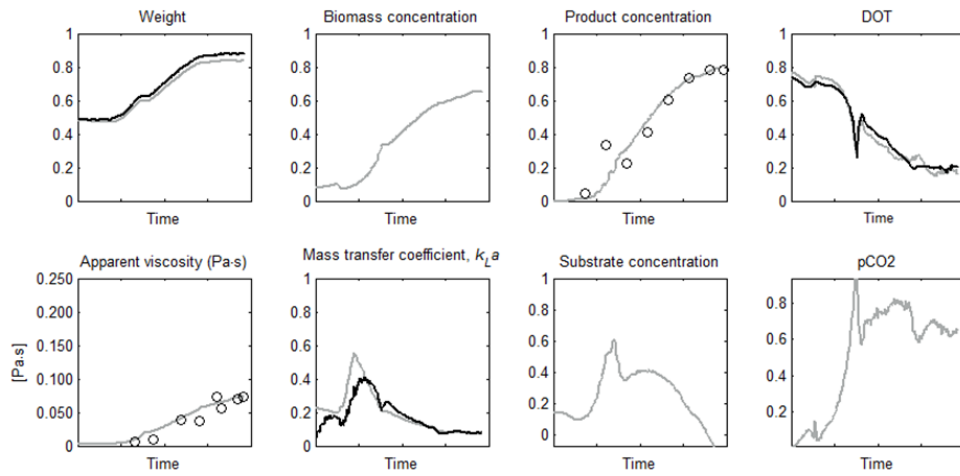 Weight
1
0.8
0.6
0.4
0.2
0
Time
Biomass concentration
1
0.8
0.6
0.4
0.2
0
Time
Product concentration
1
0.8
0.6
0.4
0.2
0
Time
DOT
1
0.8
0.6
0.4
0.2
0
Time
Apparent viscosity (Pa·s)
[Pa.s]
0.250
0.200
0.150
0.100
0.050
0
Time
Mass transfer coefficient, kLa
1
0.8
0.6
0.4
0.2
0
Time
Substrate concentration
1
0.8
0.6
0.4
0.2
0
Time
pCO2
0.8
0.6
0.4
0.2
Time